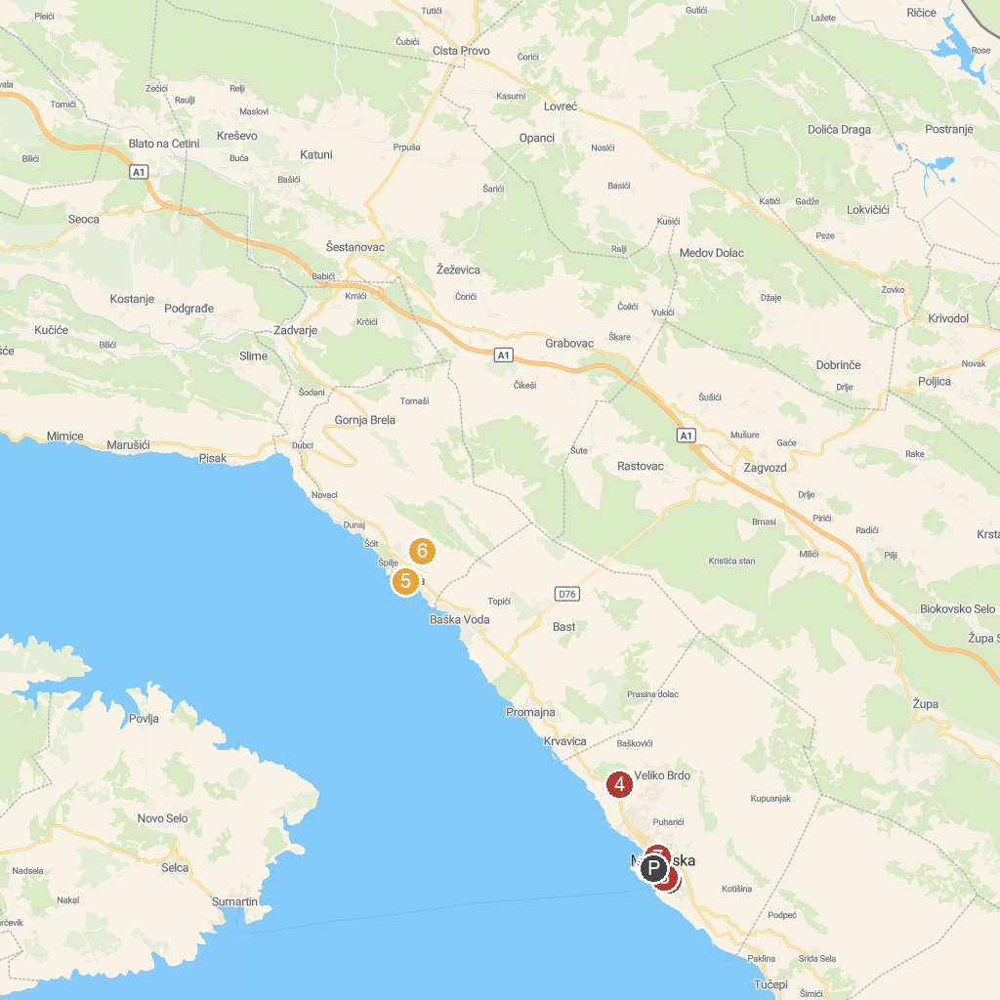 Pleići
Tutići
Gutići
Lažete
Ričice
Čubići
Cista Provo
Ćorići
Rose
Zečići
Relji
Raulji
Kasumi
Tomići
Maslovi
Lovreć
Blato na Cetini
Kreševo
Opanci
Dolića Draga
Postranje
Bilići
Buća
Katuni
Prpuša
Nosići
A1
Bašići
Šarići
Basići
Katići
Gadže
Lokvičići
Seoca
Kušići
Peze
Šestanovac
Ralji
Medov Dolac
Žeževica
Babići
Krnići
Ćorići
Zovko
Kostanje
Podgrađe
Džaje
Čolići
Vukići
Krivodol
Krčići
Kučiće
Zadvarje
Bilići
Škare
Grabovac
Slime
A1
Dobrinče
Novak
Poljica
Drlje
Čikeši
Šodani
Tomaši
Šušići
Gornja Brela
Mimice
Marušići
Dubci
A1
Mušure
Gaće
Pisak
Šute
Rake
Rastovac
Zagvozd
Novaci
Drlje
Dunaj
Bmasi
Pirići
Radići
Šćit
6
Milići
Pilji
Špilje
Kristića stan
5
D76
Topići
Biokovsko Selo
Baška Voda
Bast
Prasina dolac
Župa
Povlja
Promajna
Krvavica
Baškovići
4
Veliko Brdo
Kupusnjak
Novo Selo
Puharići
P
Nadsela
Selca
Kotišina
Nakal
Sumartin
Podpeć
Paklina
Srida Sela
Tučepi
Šimići